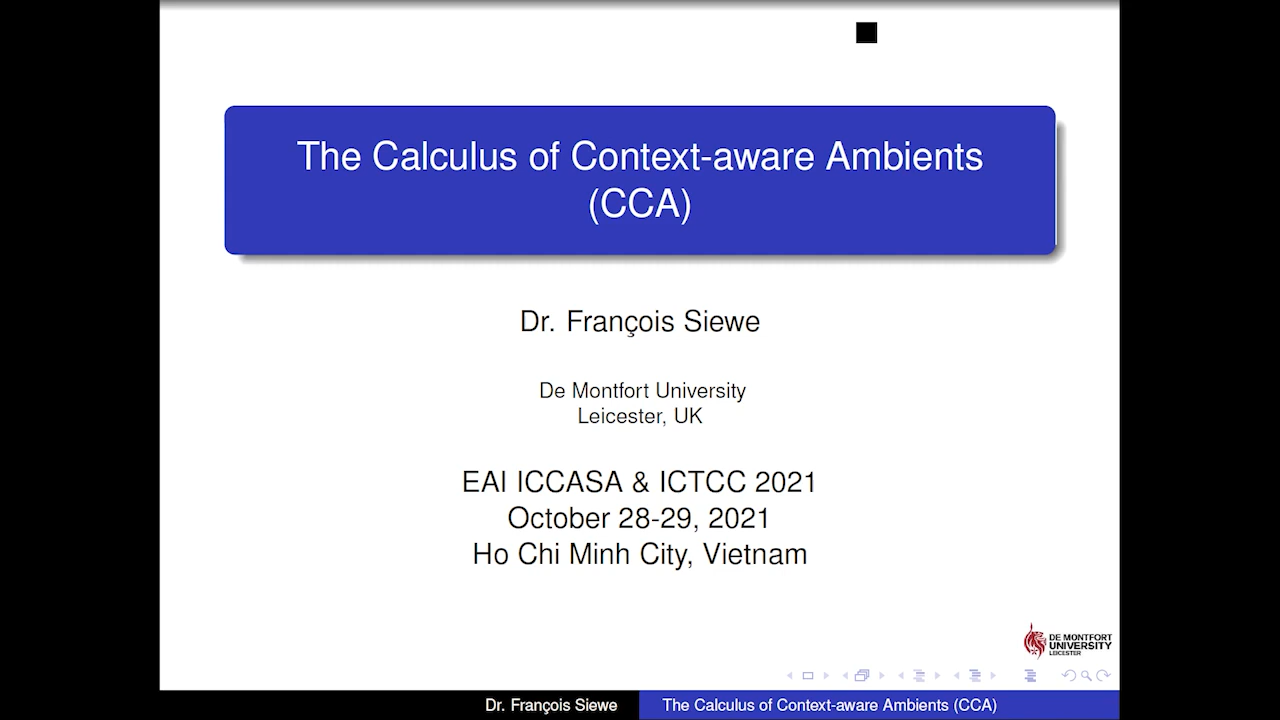 The Calculus of Context-aware Ambients
(CCA)
Dr. François Siewe
De Montfort University
Leicester, UK
EAI ICCASA & ICTCC 2021
October 28-29, 2021
Ho Chi Minh City, Vietnam
DE MONTFORT
UNIVERSITY
LEICESTER
Dr. François Siewe
The Calculus of Context-aware Ambients (CCA)